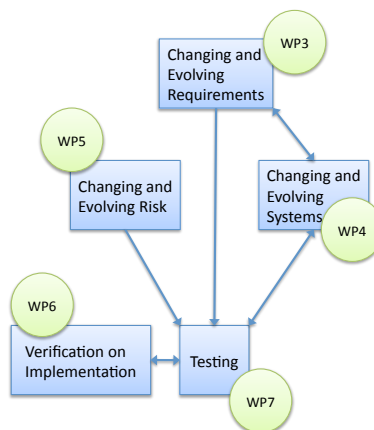 WP3
Changing and
Evolving
Requirements
WP5
Changing and
Evolving Risk
Changing and
Evolving
Systems
WP4
WP6
Verification on
Implementation
Testing
WP7